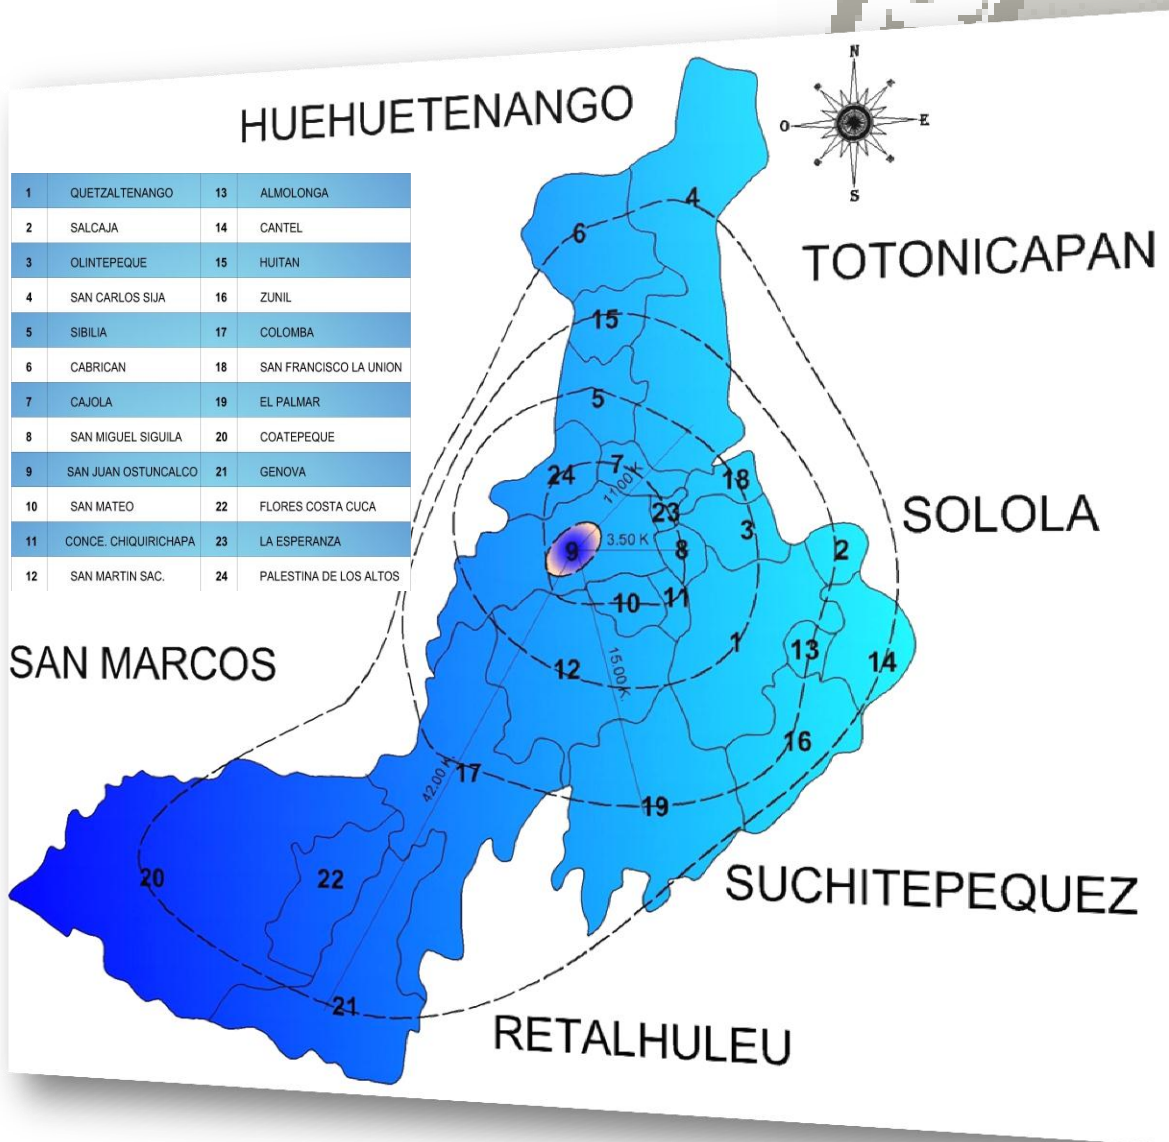 N
HUEHUETENANGO
O
E
S
1 QUETZALTENANGO 13 ALMOLONGA
2 SALCAJA 14 CANTEL
3 OLINTEPEQUE 15 HUITAN
4 SAN CARLOS SIJA 16 ZUNIL
5 SIBILIA 17 COLOMBA
6 CABRICAN 18 SAN FRANCISCO LA UNION
7 CAJOLA 19 EL PALMAR
8 SAN MIGUEL SIGUILA 20 COATEPEQUE
9 SAN JUAN OSTUNCALCO 21 GENOVA
10 SAN MATEO 22 FLORES COSTA CUCA
11 CONCE. CHIQUIRICHAPA 23 LA ESPERANZA
12 SAN MARTIN SAC. 24 PALESTINA DE LOS ALTOS
4
6
TOTONICAPAN
15
5
7
24
18
11.00 K
23
SOLOLA
3
3.50 K
9
8
2
10
11
1
13
SAN MARCOS
12
15.00 K.
14
16
17
42.00 K.
19
20
22
SUCHITEPEQUEZ
21
RETALHULEU